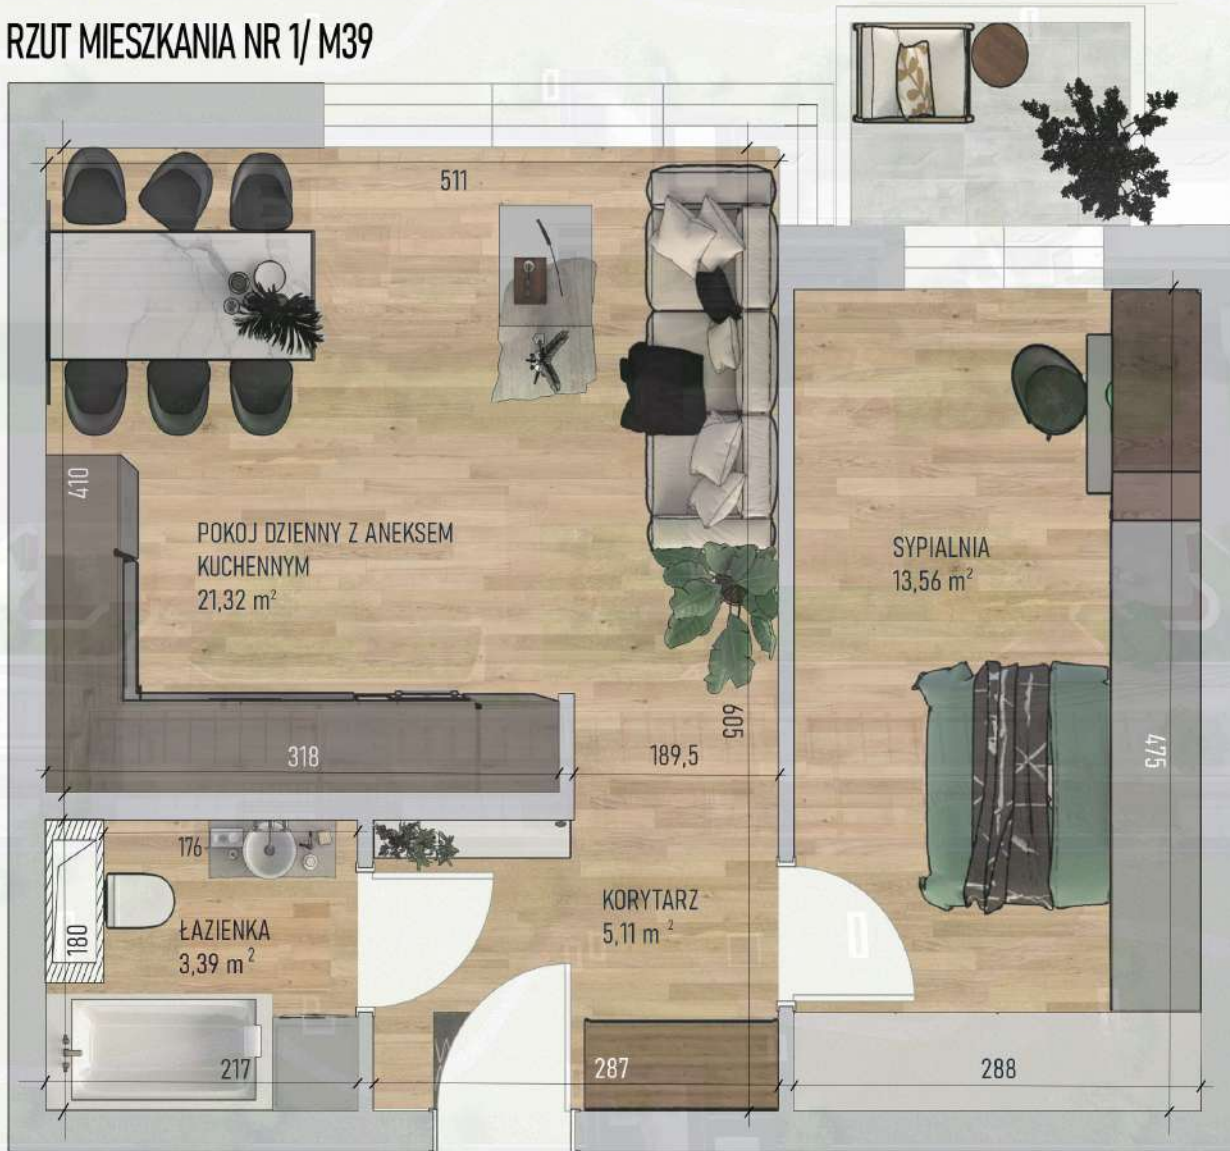 RZUT MIESZKANIA NR 1/ M39
511
410
POKOJ DZIENNY Z ANEKSEM
KUCHENNYM
21,32 m²
SYPIALNIA
13,56 m²
318
189,5
609
475
176
180
ŁAZIENKA
3,39 m²
KORYTARZ
5,11 m²
217
287
288